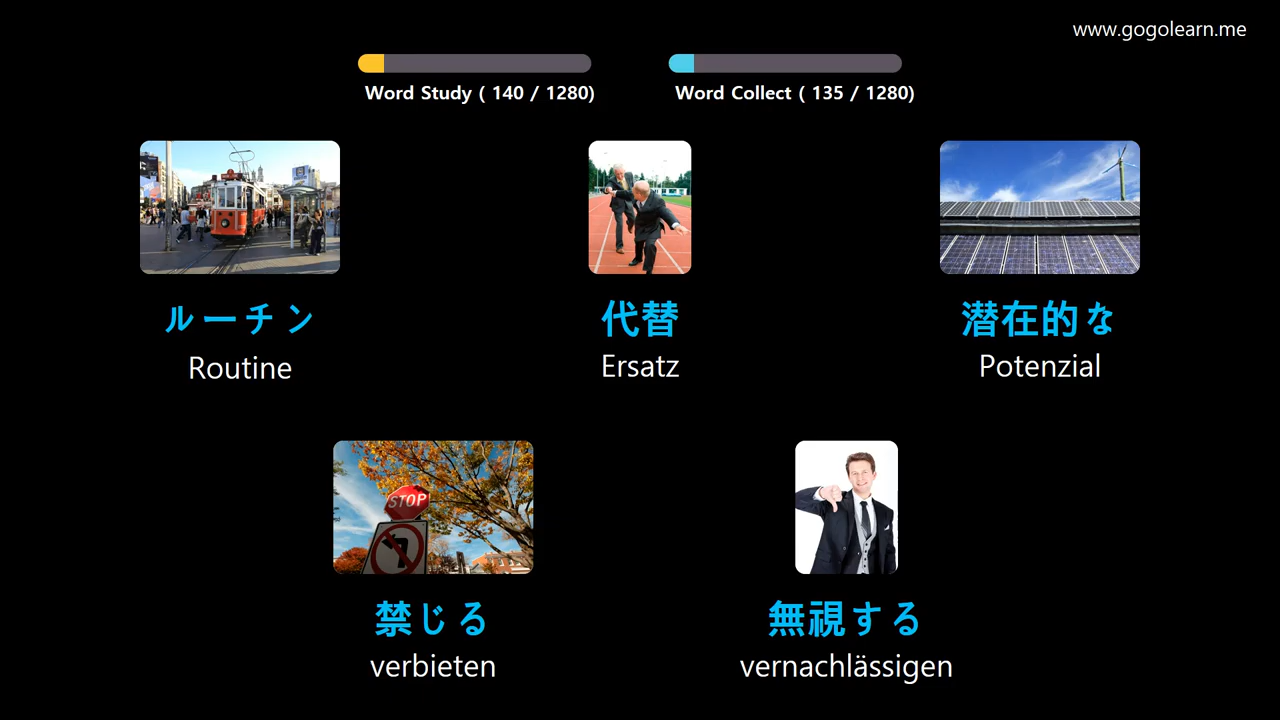 www.gogolearn.me
Word Study ( 140 / 1280)
Word Collect ( 135 / 1280)
ルーチン
Routine
代替
Ersatz
潜在的な
Potenzial
STOP
禁じる
verbieten
無視する
vernachlässigen